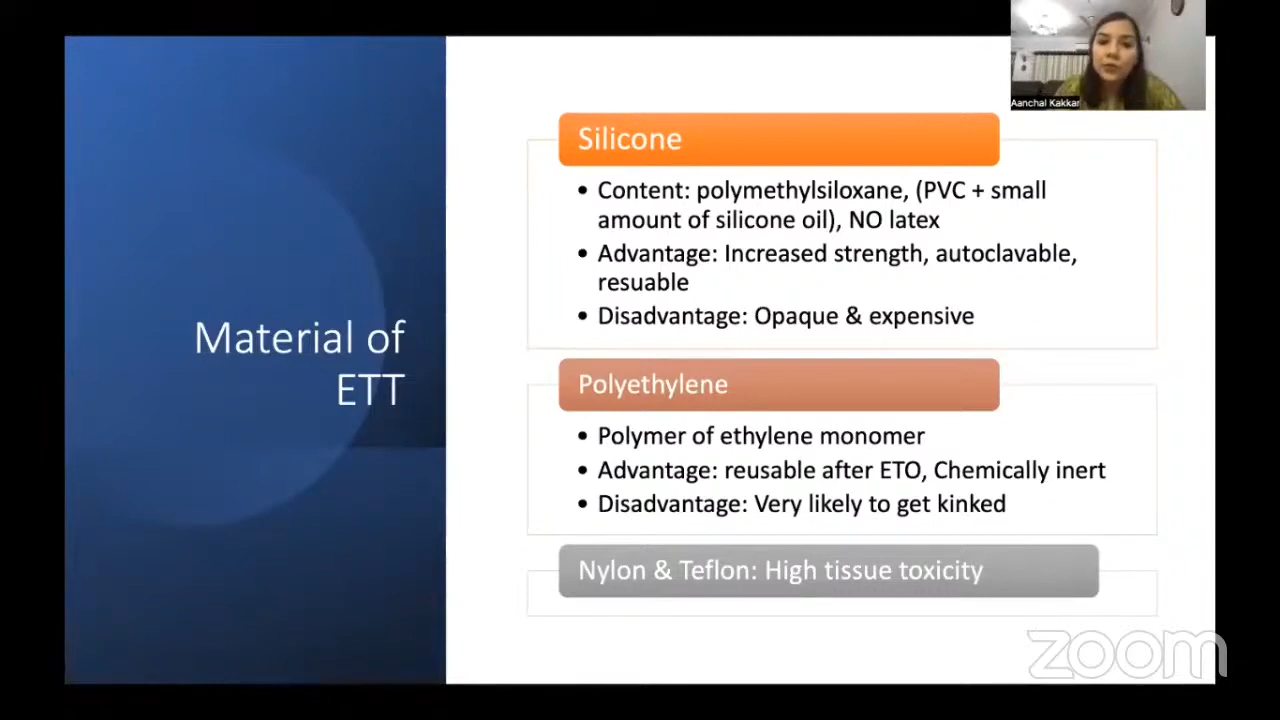 Aanchal Kakkar
Material of
ETT
Silicone
• Content: polymethylsiloxane, (PVC + small
amount of silicone oil), NO latex
• Advantage: Increased strength, autoclavable,
resuable
• Disadvantage: Opaque & expensive
Polyethylene
• Polymer of ethylene monomer
• Advantage: reusable after ETO, Chemically inert
• Disadvantage: Very likely to get kinked
Nylon & Teflon: High tissue toxicity
zoom